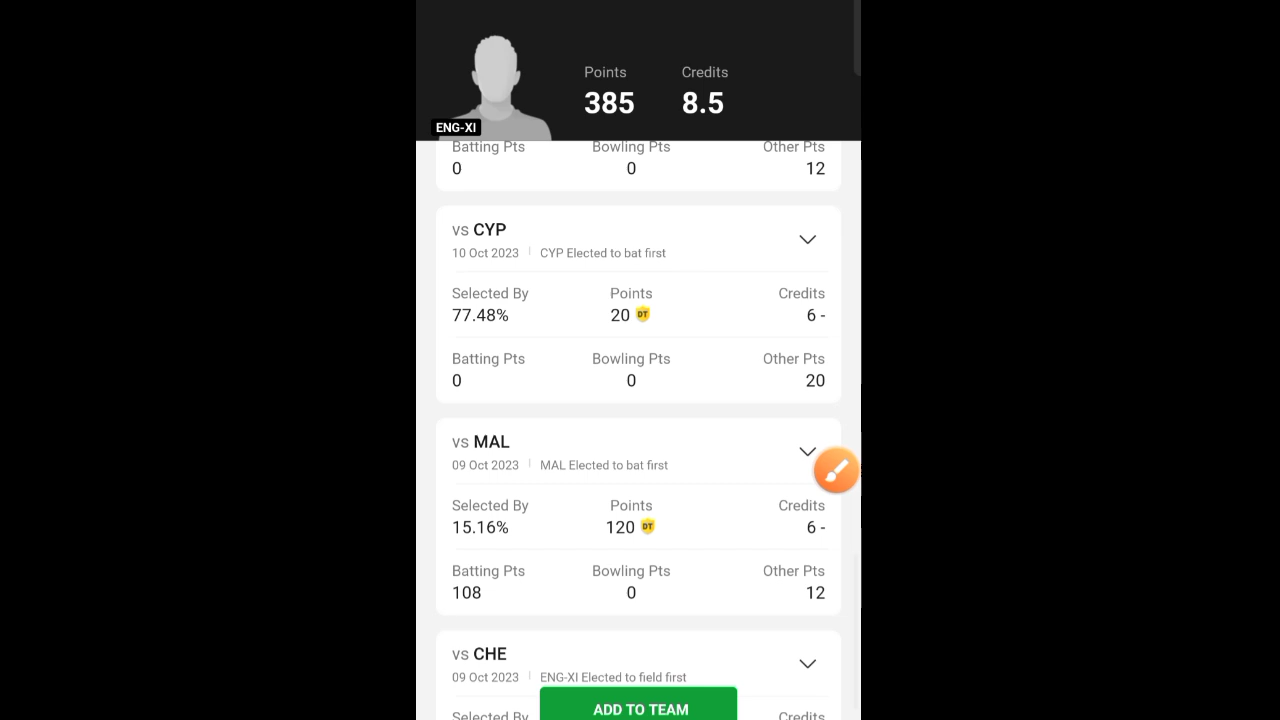 Points Credits
385 8.5
ENG-XI
Batting Pts Bowling Pts Other Pts
0 0 12
vs CYP
10 Oct 2023 CYP Elected to bat first
Selected By Points Credits
77.48% 20 DT 6 -
Batting Pts Bowling Pts Other Pts
0 0 20
vs MAL
09 Oct 2023 MAL Elected to bat first
Selected By Points Credits
15.16% 120 DT 6 -
Batting Pts Bowling Pts Other Pts
108 0 12
vs CHE
09 Oct 2023 ENG-XI Elected to field first
Selected By Credits
ADD TO TEAM